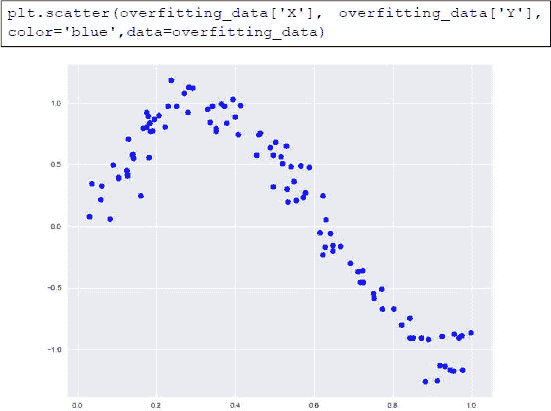 plt.scatter(overfitting_data['X'], overfitting_data['Y'],
color='blue',data=overfitting_data)
1.0
0.5
0.0
−0.5
−1.0
0.0 0.2 0.4 0.6 0.8 1.0